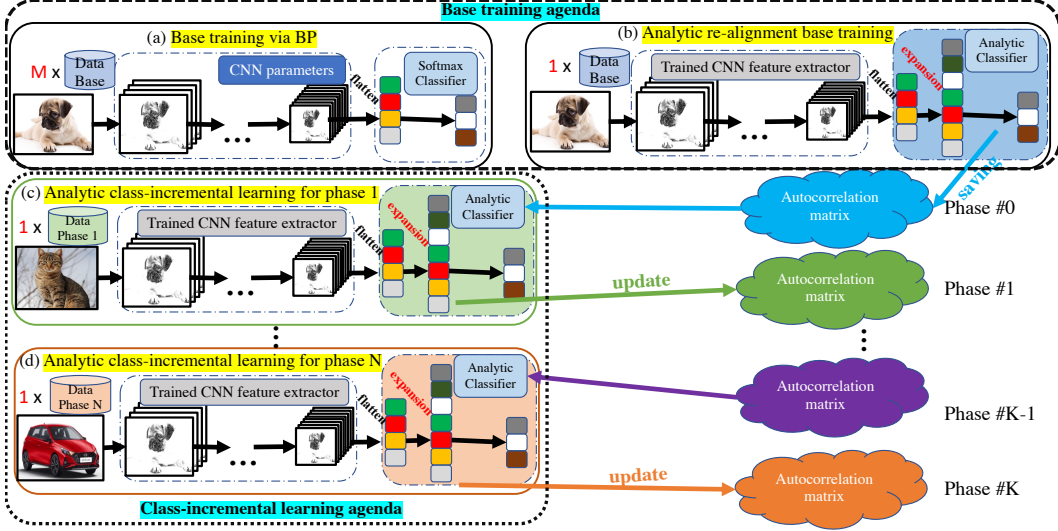 Base training agenda
(a) Base training via BP
M x
Data
Base
CNN parameters
flatten
Softmax
Classifier
(b) Analytic re-alignment base training
1 x
Data
Base
Trained CNN feature extractor
flatten
expansion
Analytic
Classifier
saving
(c) Analytic class-incremental learning for phase 1
1 x
Data
Phase 1
Trained CNN feature extractor
flatten
expansion
Analytic
Classifier
Autocorrelation
matrix
Phase #0
update
Autocorrelation
matrix
Phase #1
(d) Analytic class-incremental learning for phase N
1 x
Data
Phase N
Trained CNN feature extractor
flatten
expansion
Analytic
Classifier
Autocorrelation
matrix
Phase #K-1
update
Autocorrelation
matrix
Phase #K
Class-incremental learning agenda